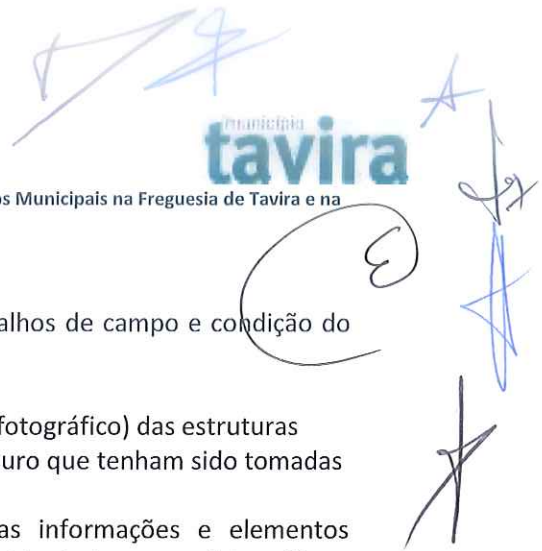 município
tavira
os Municipais na Freguesia de Tavira e na
alhos de campo e condição do
fotográfico) das estruturas
uro que tenham sido tomadas
as informações e elementos